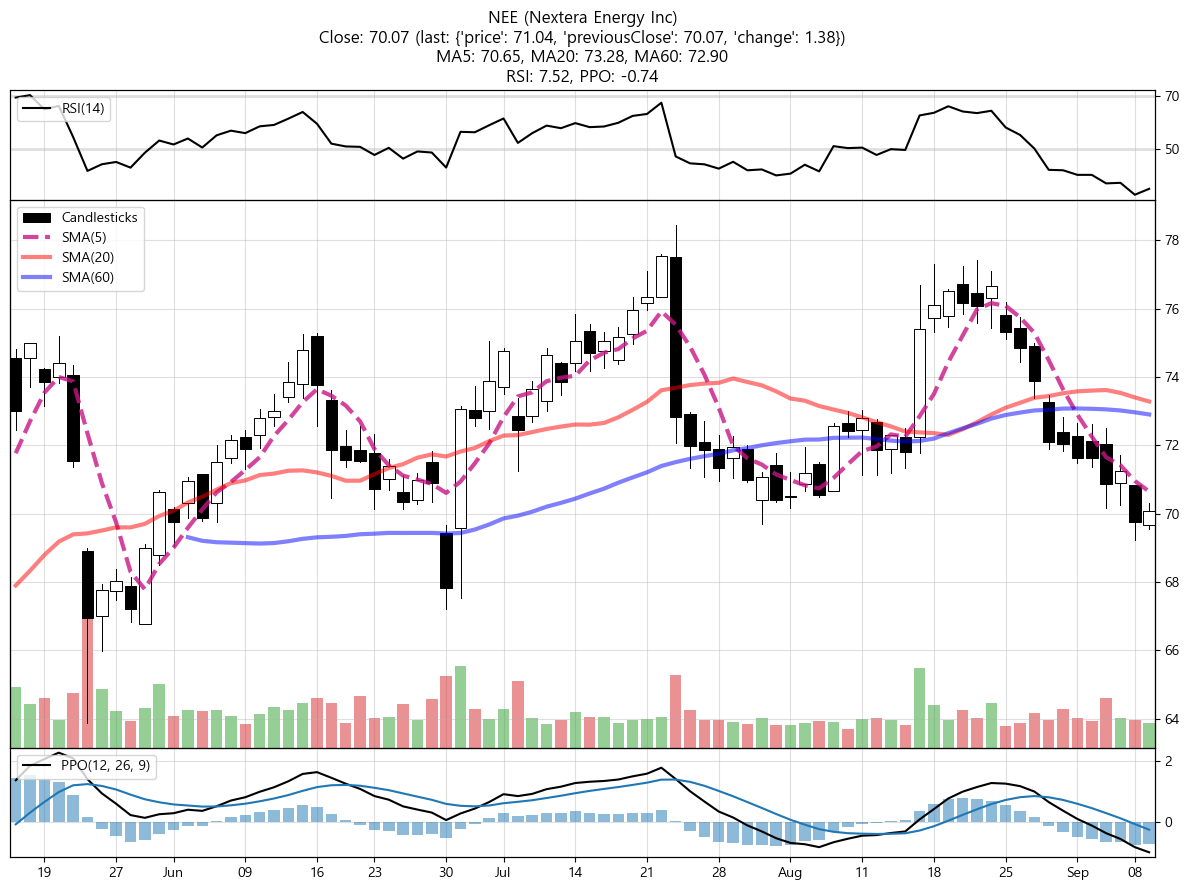 NEE (Nextera Energy Inc)
Close: 70.07 (last: {'price': 71.04, 'previousClose': 70.07, 'change': 1.38})
MA5: 70.65, MA20: 73.28, MA60: 72.90
RSI: 7.52, PPO: -0.74
RSI(14)
70
50
Candlesticks
SMA(5)
SMA(20)
SMA(60)
78
76
74
72
70
68
66
64
PPO(12, 26, 9)
2
0
19 27 Jun 09 16 23 30 Jul 14 21 28 Aug 11 18 25 Sep 08